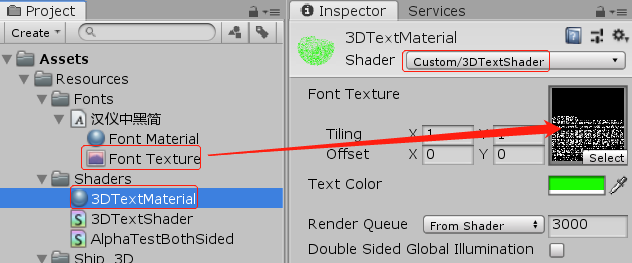 Project
Create
Assets
Resources
Fonts
汉仪中黑简
Font Material
Font Texture
Shaders
3DTextMaterial
3DTextShader
AlphaTestBothSided
Ship_3D
Inspector Services
3DTextMaterial
Shader Custom/3DTextShader
Font Texture
Tiling X 1 Y 1
Offset X 0 Y 0
Select
Text Color
Render Queue From Shader 3000
Double Sided Global Illumination